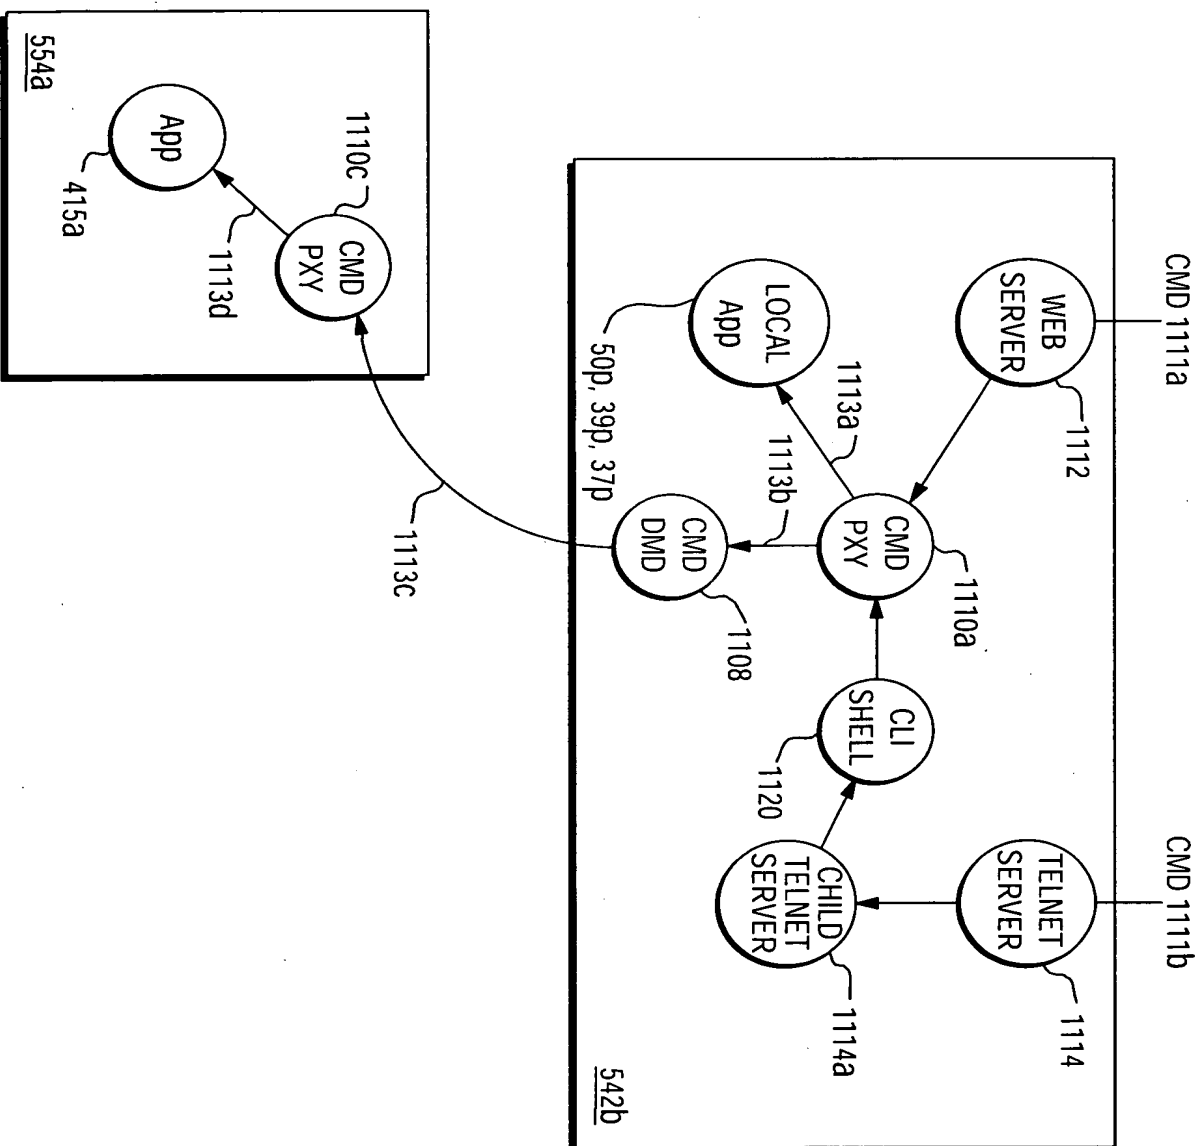 CMD 1111a
CMD 1111b
WEB
SERVER
1112
TELNET
SERVER
1114
1110a
CMD
PXY
CLI
SHELL
1120
CHILD
TELNET
SERVER
1114a
1113a
1113b
LOCAL
App
50p, 39p, 37p
CMD
DMD
1108
542b
1113c
1110c
CMD
PXY
1113d
App
415a
554a